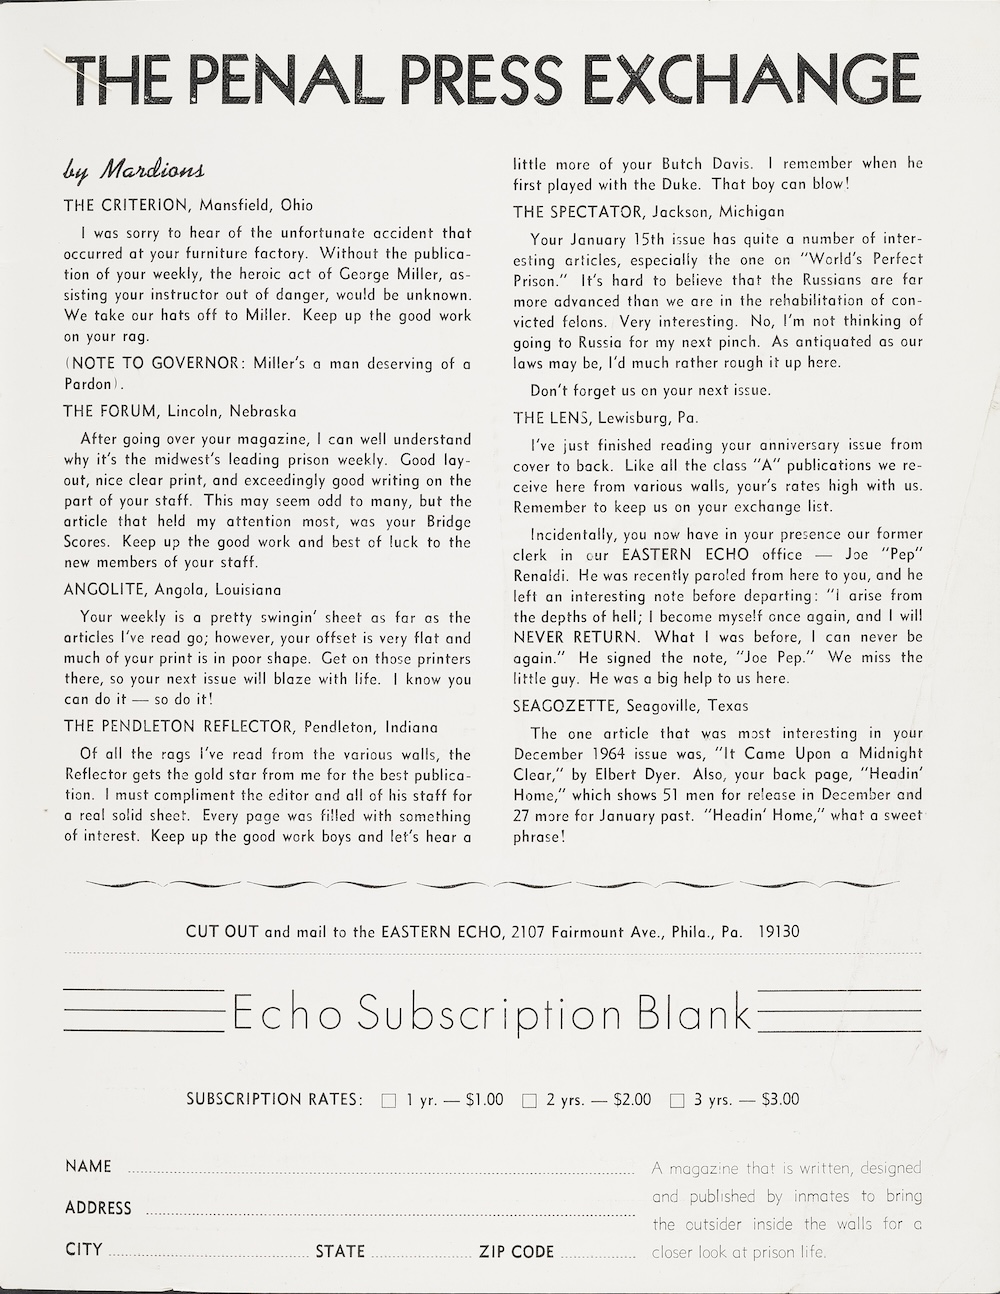 THE PENAL PRESS EXCHANGE
by Mardions
THE CRITERION, Mansfield, Ohio
I was sorry to hear of the unfortunate accident that
occurred at your furniture factory. Without the publica-
tion of your weekly, the heroic act of George Miller, as-
sisting your instructor out of danger, would be unknown.
We take our hats off to Miller. Keep up the good work
on your rag.
(NOTE TO GOVERNOR: Miller's a man deserving of a
Pardon).
THE FORUM, Lincoln, Nebraska
After going over your magazine, I can well understand
why it's the midwest's leading prison weekly. Good lay-
out, nice clear print, and exceedingly good writing on the
part of your staff. This may seem odd to many, but the
article that held my attention most, was your Bridge
Scores. Keep up the good work and best of luck to the
new members of your staff.
ANGOLITE, Angola, Louisiana
Your weekly is a pretty swingin' sheet as far as the
articles I've read go; however, your offset is very flat and
much of your print is in poor shape. Get on those printers
there, so your next issue will blaze with life. I know you
can do it — so do it!
THE PENDLETON REFLECTOR, Pendleton, Indiana
Of all the rags I've read from the various walls, the
Reflector gets the gold star from me for the best publica-
tion. I must compliment the editor and all of his staff for
a real solid sheet. Every page was filled with something
of interest. Keep up the good work boys and let's hear a
little more of your Butch Davis. I remember when he
first played with the Duke. That boy can blow!
THE SPECTATOR, Jackson, Michigan
Your January 15th issue has quite a number of inter-
esting articles, especially the one on "World's Perfect
Prison." It's hard to believe that the Russians are far
more advanced than we are in the rehabilitation of con-
victed felons. Very interesting. No, I'm not thinking of
going to Russia for my next pinch. As antiquated as our
laws may be, I'd much rather rough it up here.
Don't forget us on your next issue.
THE LENS, Lewisburg, Pa.
I've just finished reading your anniversary issue from
cover to back. Like all the class "A" publications we re-
ceive here from various walls, your's rates high with us.
Remember to keep us on your exchange list.
Incidentally, you now have in your presence our former
clerk in our EASTERN ECHO office — Joe "Pep"
Renaldi. He was recently paroled from here to you, and he
left an interesting note before departing: "I arise from
the depths of hell; I become myself once again, and I will
NEVER RETURN. What I was before, I can never be
again." He signed the note, "Joe Pep." We miss the
little guy. He was a big help to us here.
SEAGOZETTE, Seagoville, Texas
The one article that was most interesting in your
December 1964 issue was, "It Came Upon a Midnight
Clear," by Elbert Dyer. Also, your back page, "Headin'
Home," which shows 51 men for release in December and
27 more for January past. "Headin' Home," what a sweet
phrase!
CUT OUT and mail to the EASTERN ECHO, 2107 Fairmount Ave., Phila., Pa. 19130
Echo Subscription Blank
SUBSCRIPTION RATES: □ 1 yr. — $1.00 □ 2 yrs. — $2.00 □ 3 yrs. — $3.00
NAME
ADDRESS
CITY STATE ZIP CODE
A magazine that is written, designed
and published by inmates to bring
the outsider inside the walls for a
closer look at prison life.